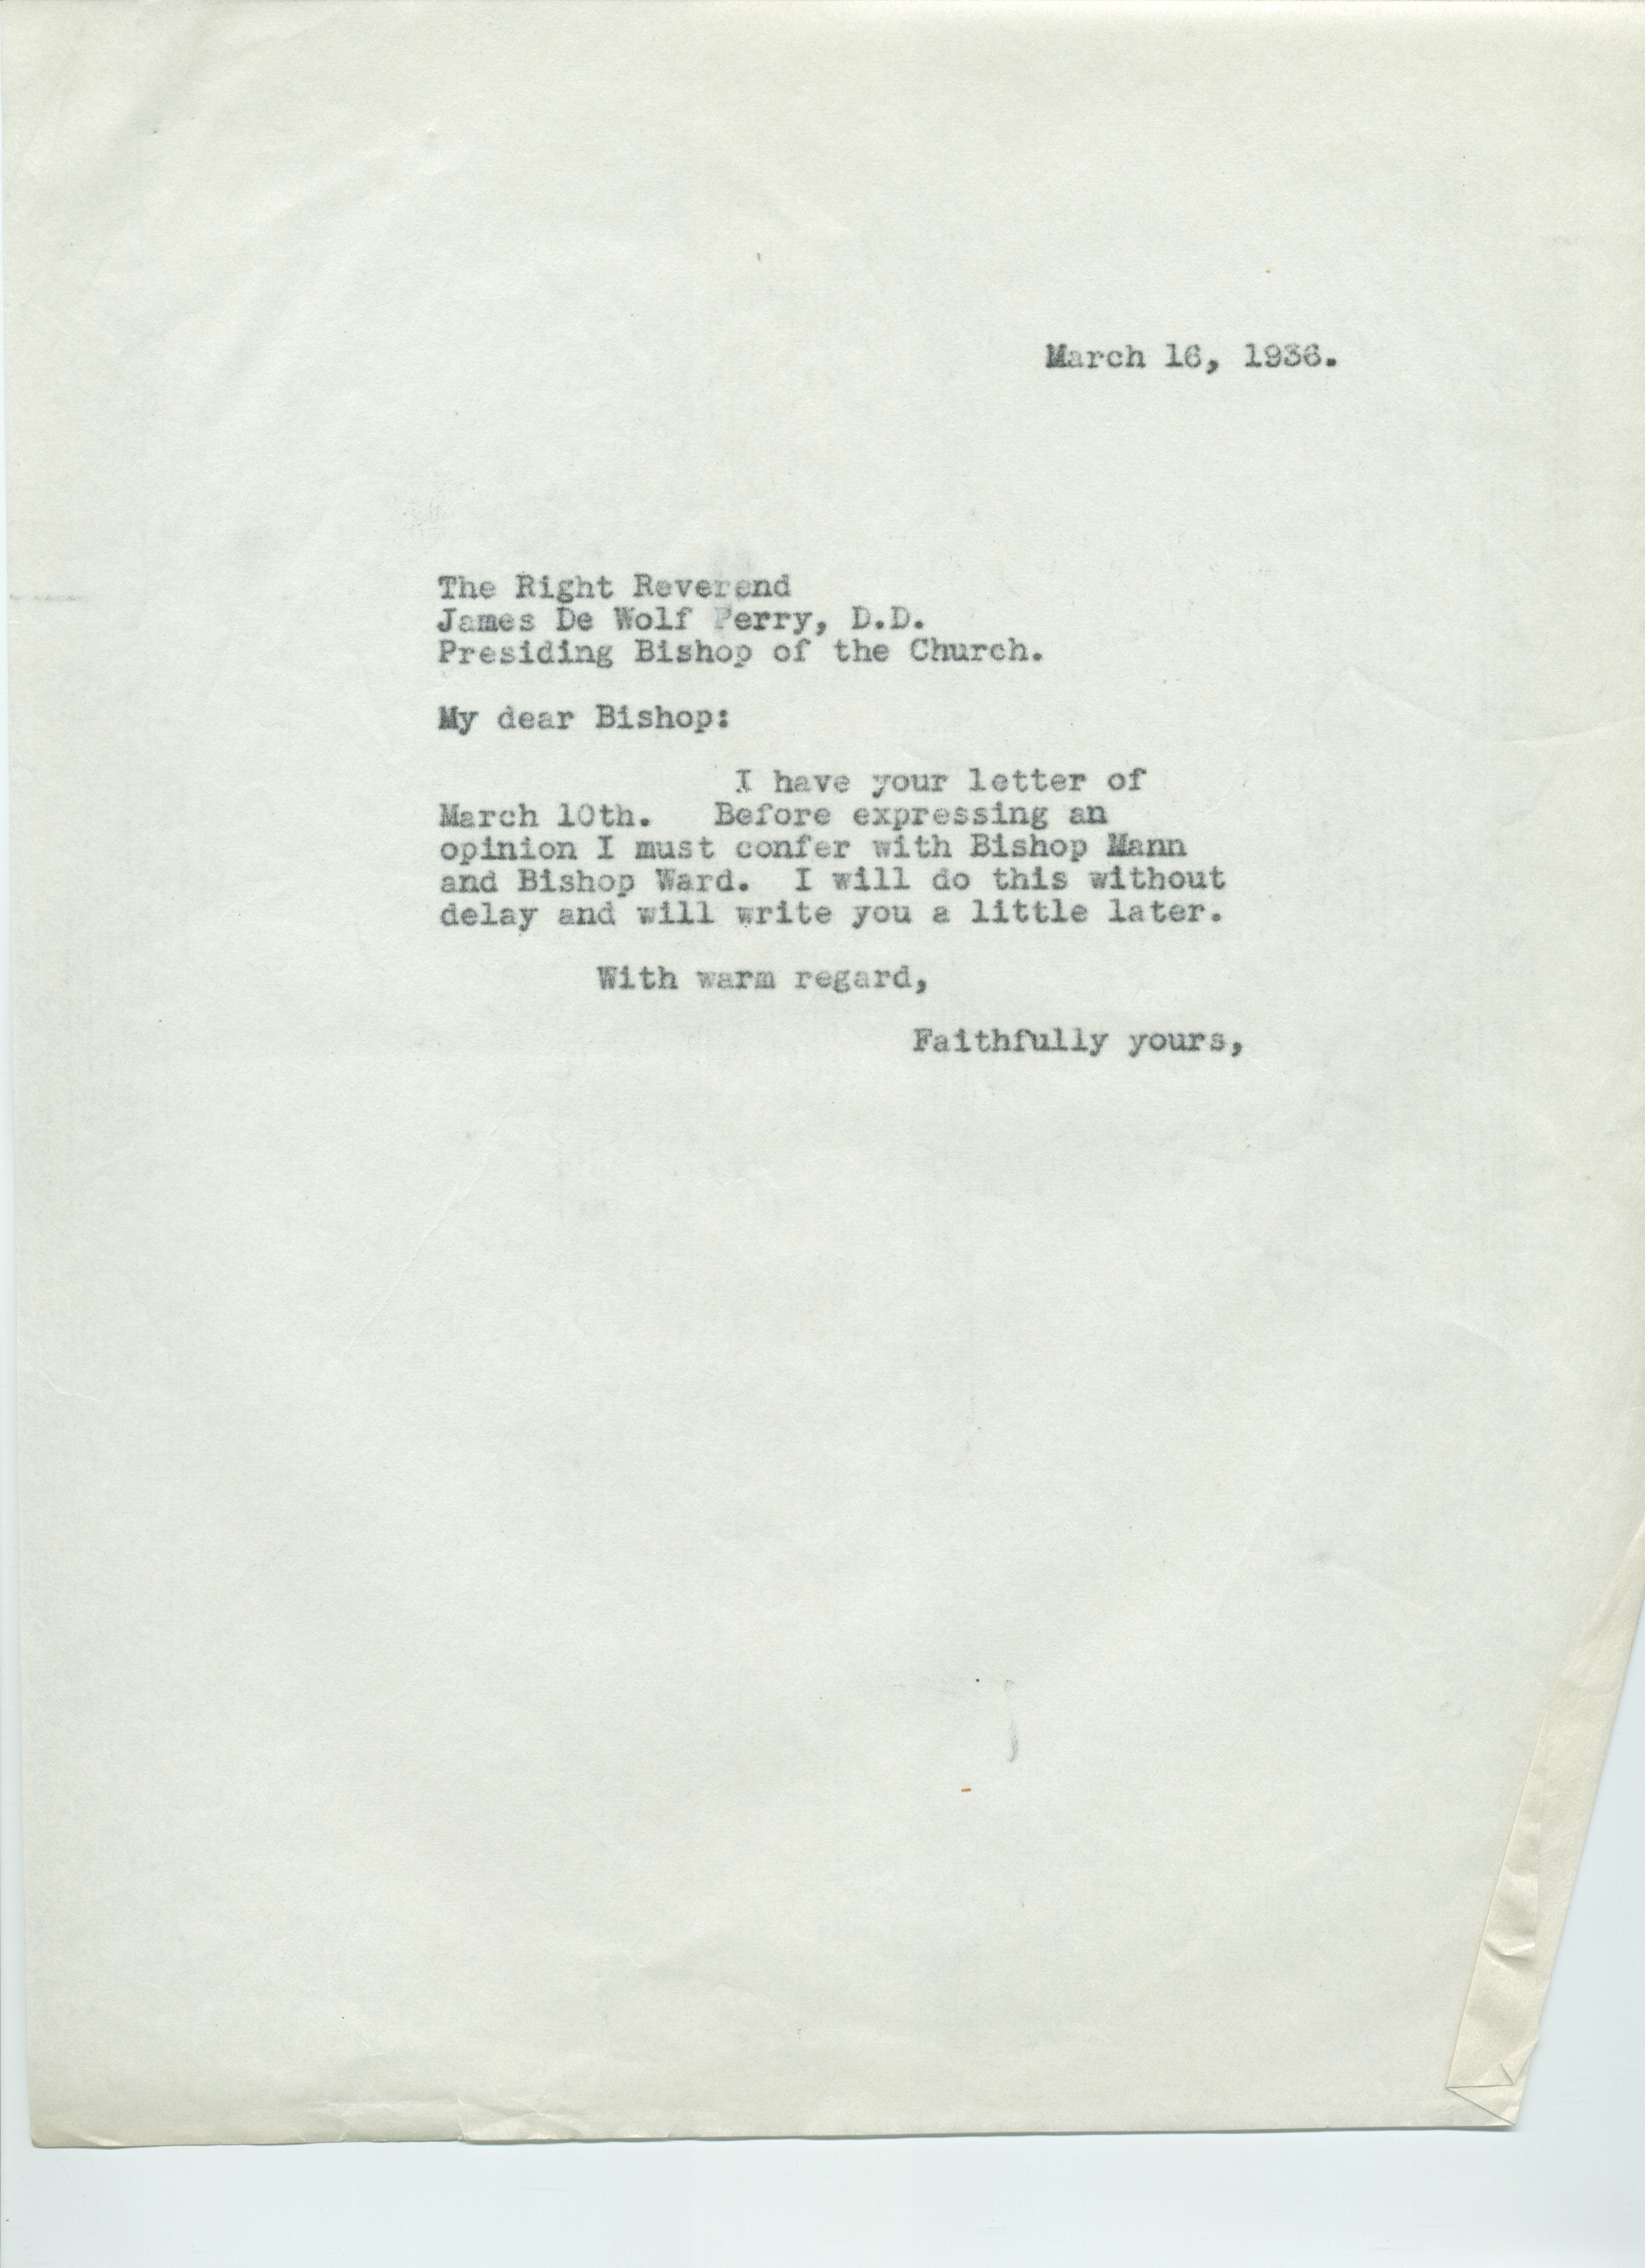 March 16, 1936.
The Right Reverend
James De Wolf Perry, D.D.
Presiding Bishop of the Church.
My dear Bishop:
I have your letter of
March 10th. Before expressing an
opinion I must confer with Bishop Mann
and Bishop Ward. I will do this without
delay and will write you a little later.
With warm regard,
Faithfully yours,